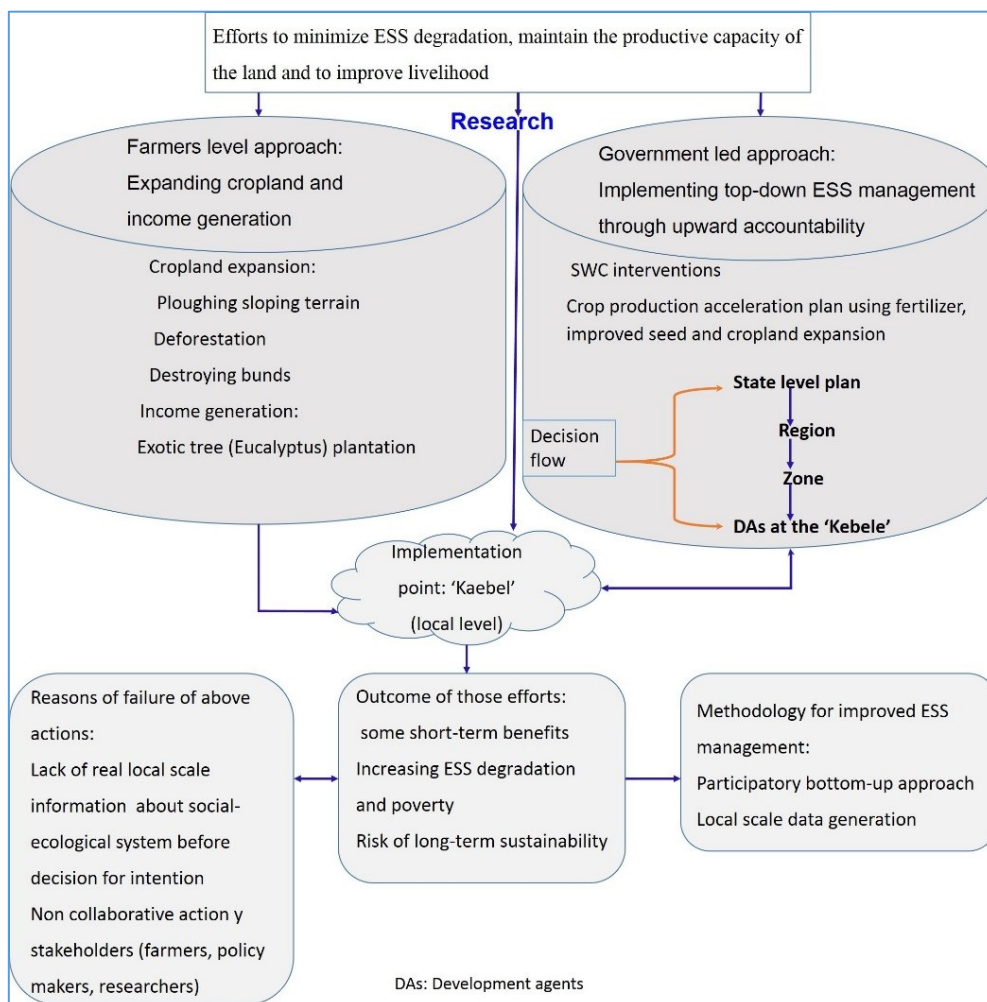 Efforts to minimize ESS degradation, maintain the productive capacity of
the land and to improve livelihood
Research
Farmers level approach:
Expanding cropland and
income generation
Cropland expansion:
Ploughing sloping terrain
Deforestation
Destroying bunds
Income generation:
Exotic tree (Eucalyptus) plantation
Government led approach:
Implementing top-down ESS management
through upward accountability
SWC interventions
Crop production acceleration plan using fertilizer,
improved seed and cropland expansion
Decision
flow
State level plan
Region
Zone
DAs at the ‘Kebele’
Implementation
point: ‘Kaebel’
(local level)
Reasons of failure of above
actions:
Lack of real local scale
information about social-
ecological system before
decision for intention
Non collaborative action y
stakeholders (farmers, policy
makers, researchers)
Outcome of those efforts:
some short-term benefits
Increasing ESS degradation
and poverty
Risk of long-term sustainability
Methodology for improved ESS
management:
Participatory bottom-up approach
Local scale data generation
DAs: Development agents